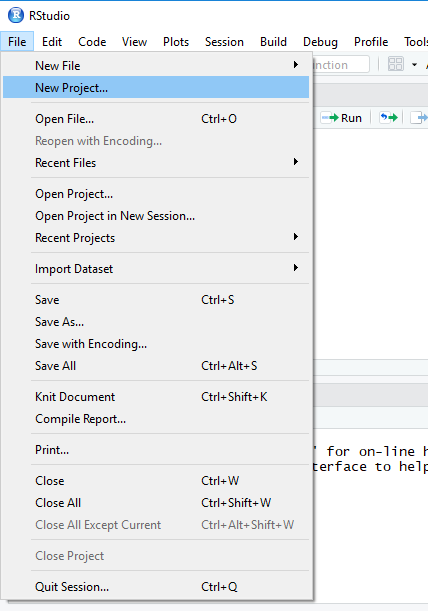 RStudio
File Edit Code View Plots Session Build Debug Profile Tools
New File
New Project...
Open File... Ctrl+O
Reopen with Encoding...
Recent Files
Open Project...
Open Project in New Session...
Recent Projects
Import Dataset
Save Ctrl+S
Save As...
Save with Encoding...
Save All Ctrl+Alt+S
Knit Document Ctrl+Shift+K
Compile Report...
Print...
Close Ctrl+W
Close All Ctrl+Shift+W
Close All Except Current Ctrl+Alt+Shift+W
Close Project
Quit Session... Ctrl+Q
nction
Run
' for on-line h
terface to help